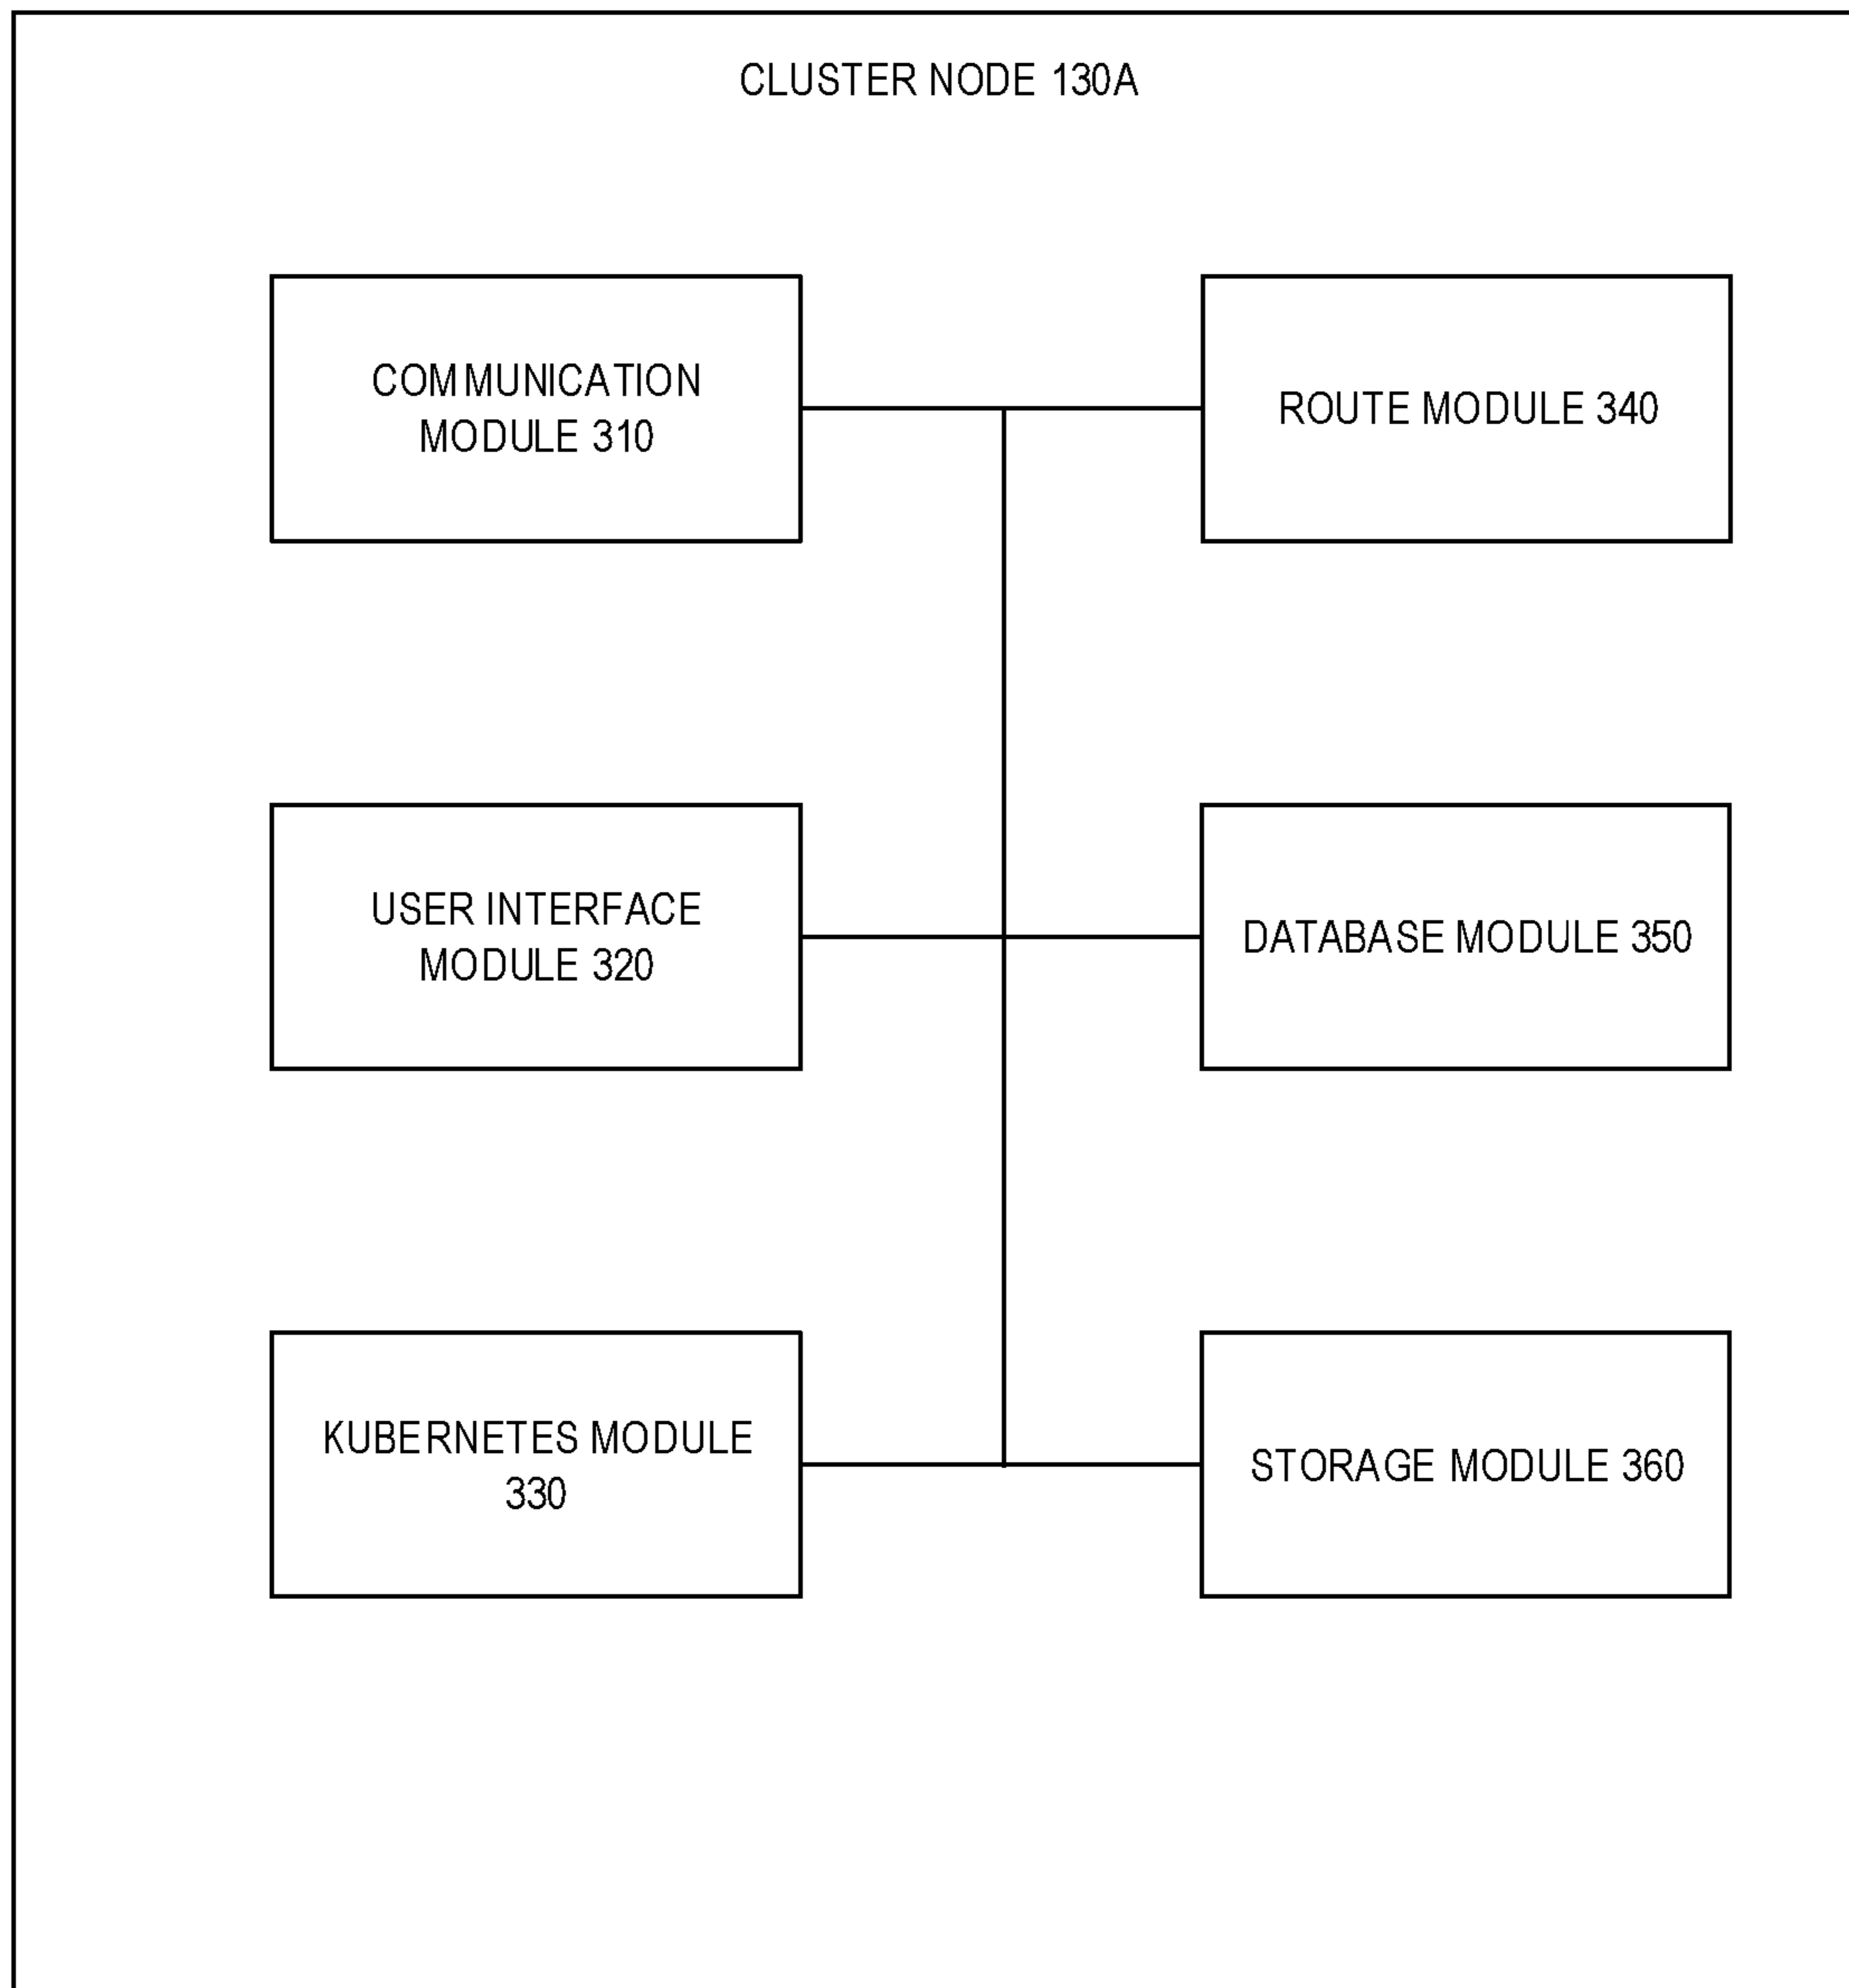 CLUSTER NODE 130A
COMMUNICATION
MODULE 310
ROUTE MODULE 340
USER INTERFACE
MODULE 320
DATABASE MODULE 350
KUBERNETES MODULE
330
STORAGE MODULE 360